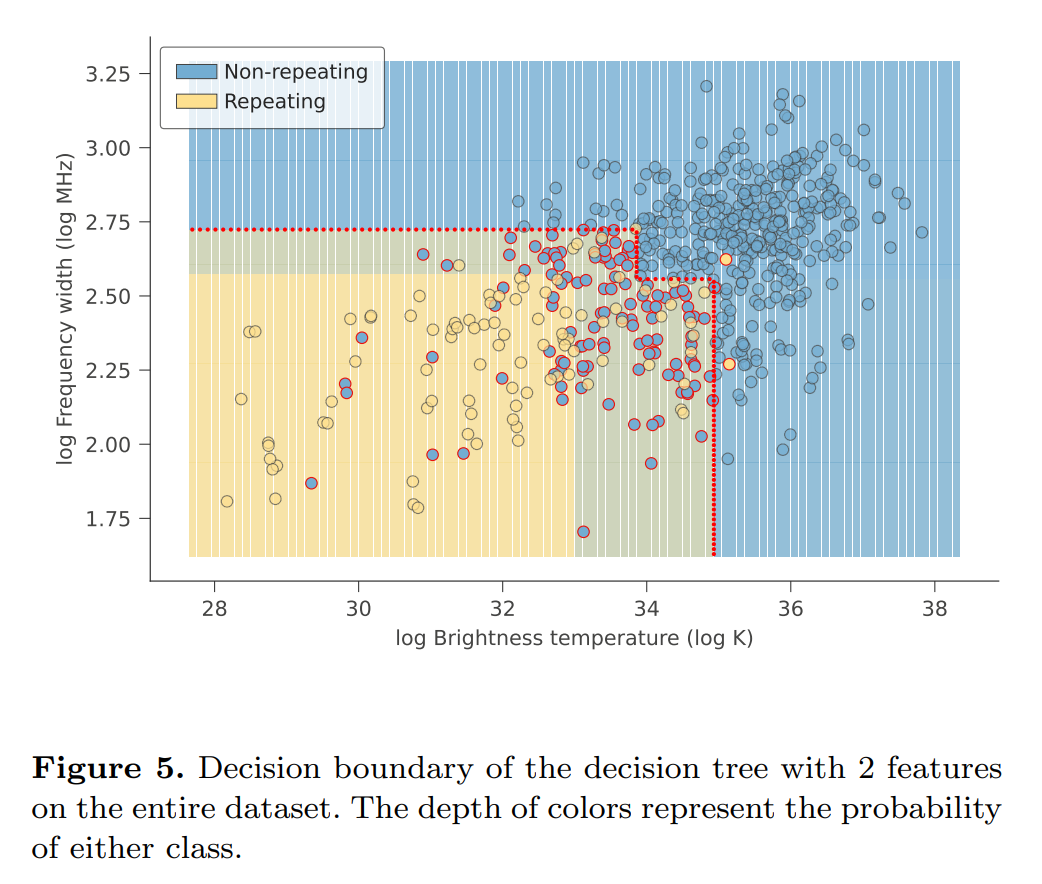 Non-repeating
Repeating
3.25
3.00
2.75
2.50
2.25
2.00
1.75
log Frequency width (log MHz)
28 30 32 34 36 38
log Brightness temperature (log K)
Figure 5. Decision boundary of the decision tree with 2 features
on the entire dataset. The depth of colors represent the probability
of either class.